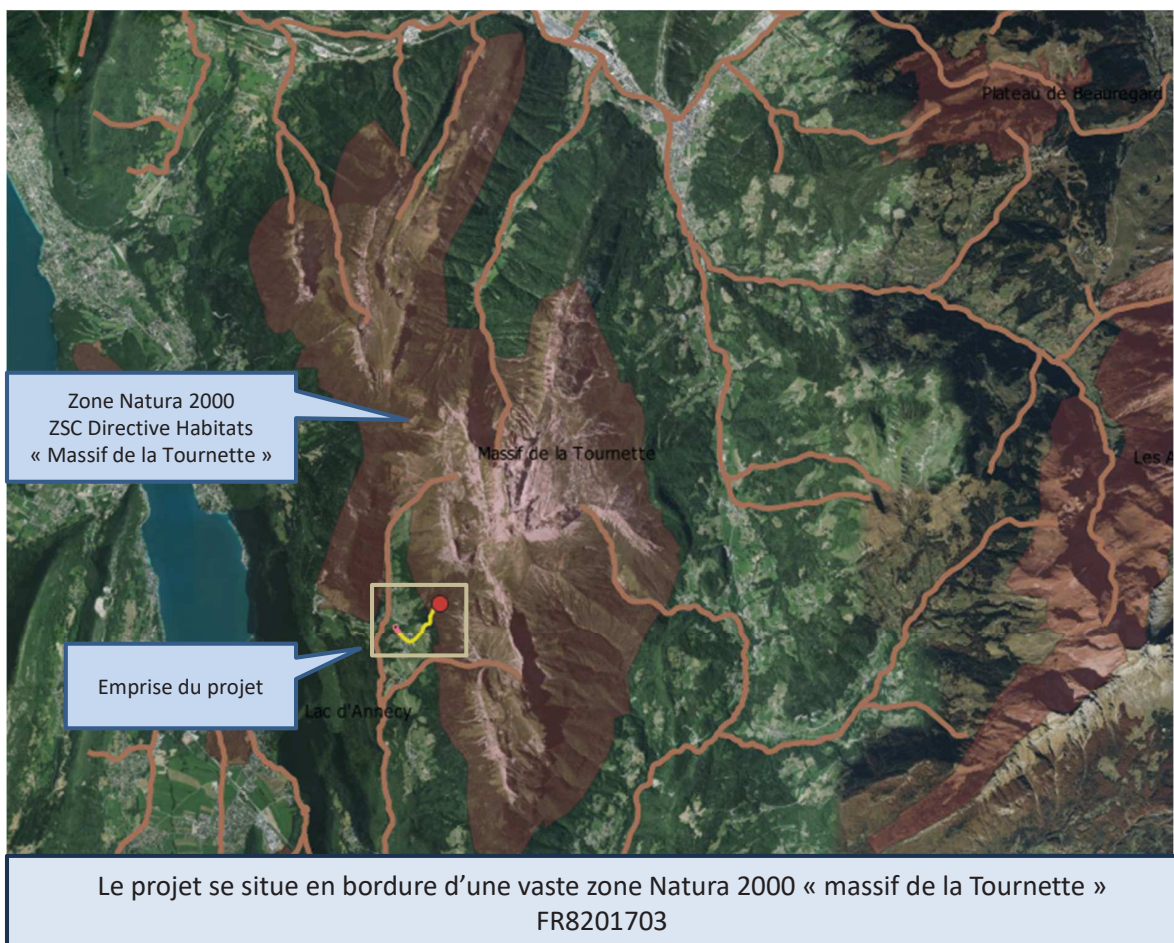 Plateau de Beauregard
Zone Natura 2000
ZSC Directive Habitats
« Massif de la Tournette »
Massif de la Tournette
Les A
Emprise du projet
Lac d'Annecy
Le projet se situe en bordure d'une vaste zone Natura 2000 « massif de la Tournette »
FR8201703